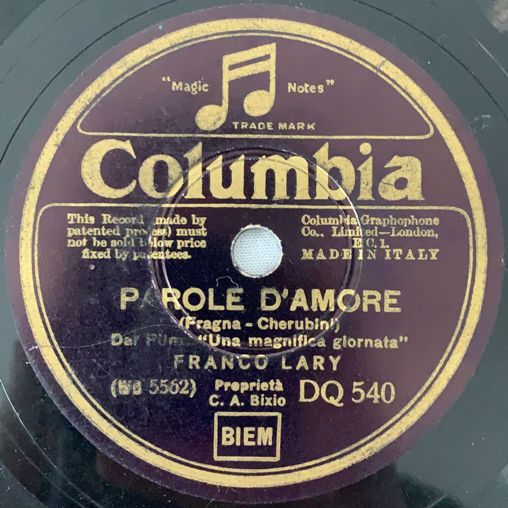 "Magic Notes"
TRADE MARK
Columbia
This Record made by
patented process) must
not be sold below price
fixed by patentees.
Columbia Graphophone
Co., Limited—London,
E.C.1.
MADE IN ITALY
PAROLE D'AMORE
(Fragna - Cherubini)
Dal Film "Una magnifica giornata"
FRANCO LARY
5562)
Proprietà
C. A. Bixio
DQ 540
BIEM